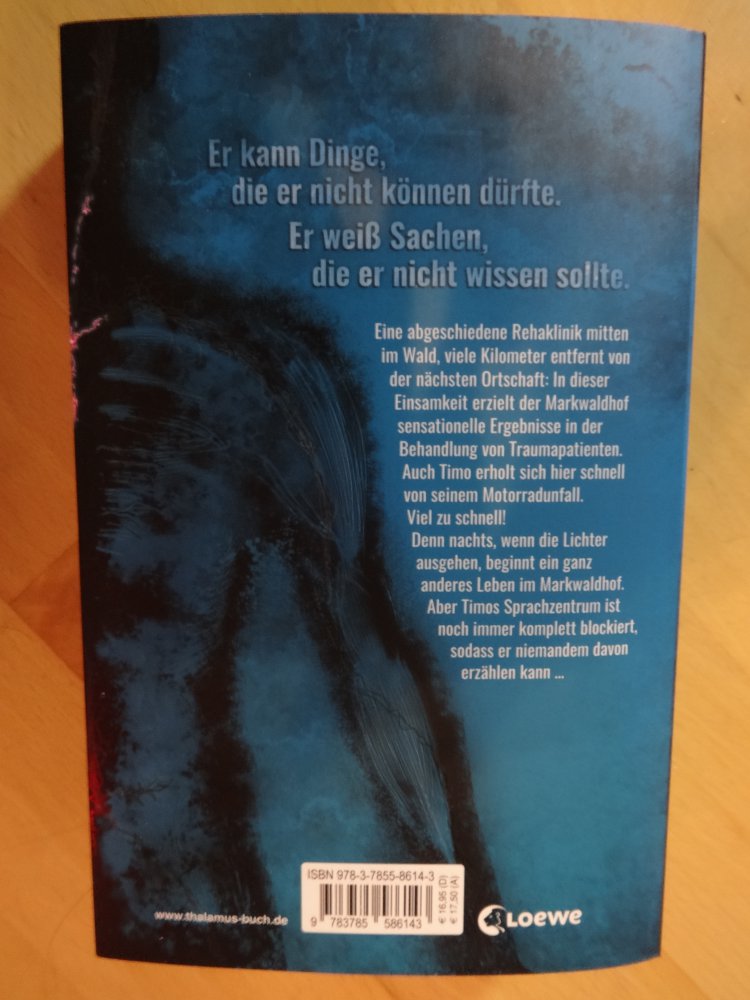 Er kann Dinge,
die er nicht können dürfte.
Er weiß Sachen,
die er nicht wissen sollte.
Eine abgeschiedene Rehaklinik mitten
im Wald, viele Kilometer entfernt von
der nächsten Ortschaft: In dieser
Einsamkeit erzielt der Markwaldhof
sensationelle Ergebnisse in der
Behandlung von Traumapatienten.
Auch Timo erholt sich hier schnell
von seinem Motorradunfall.
Viel zu schnell!
Denn nachts, wenn die Lichter
ausgehen, beginnt ein ganz
anderes Leben im Markwaldhof.
Aber Timos Sprachzentrum ist
noch immer komplett blockiert,
sodass er niemandem davon
erzählen kann ...
ISBN 978-3-7855-8614-3
9 783785 586143
€ 16,95 (D)
€ 17,50 (A)
www.thalamus-buch.de
Loewe